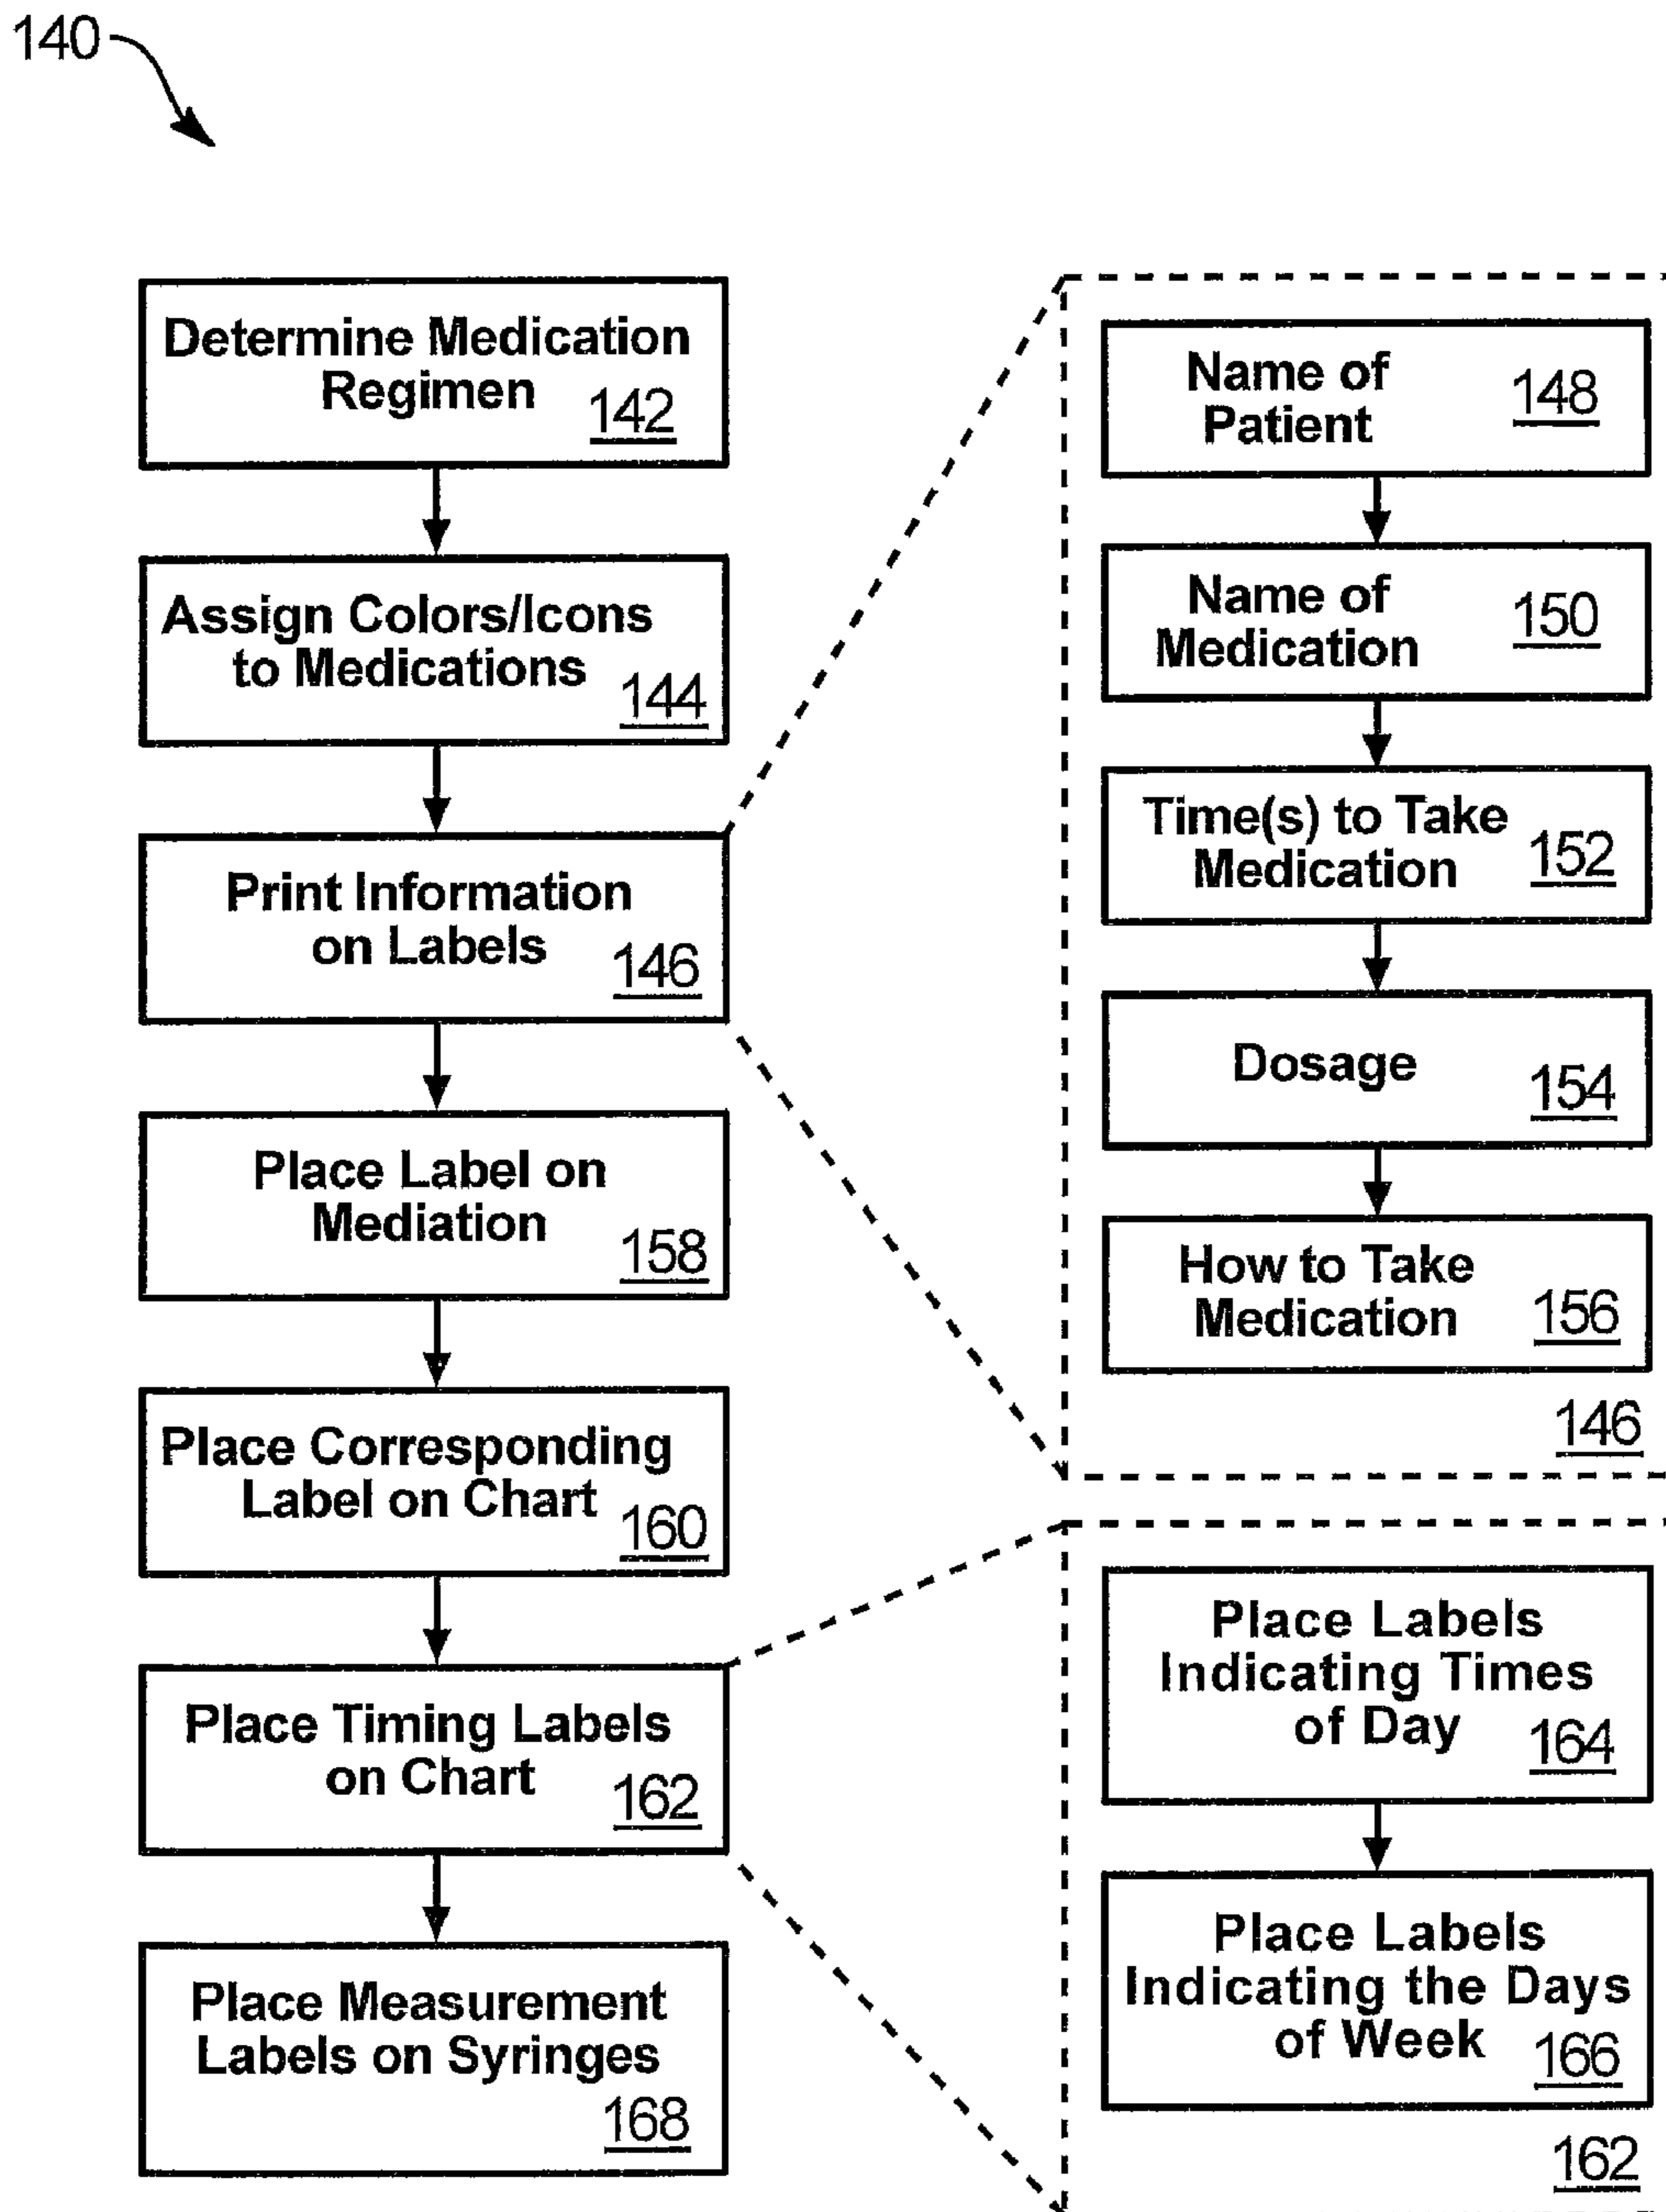 140
Determine Medication
Regimen 142
Assign Colors/Icons
to Medications 144
Print Information
on Labels 146
Place Label on
Mediation 158
Place Corresponding
Label on Chart 160
Place Timing Labels
on Chart 162
Place Measurement
Labels on Syringes
168
Name of
Patient 148
Name of
Medication 150
Time(s) to Take
Medication 152
Dosage 154
How to Take
Medication 156
146
Place Labels
Indicating Times
of Day 164
Place Labels
Indicating the Days
of Week 166
162